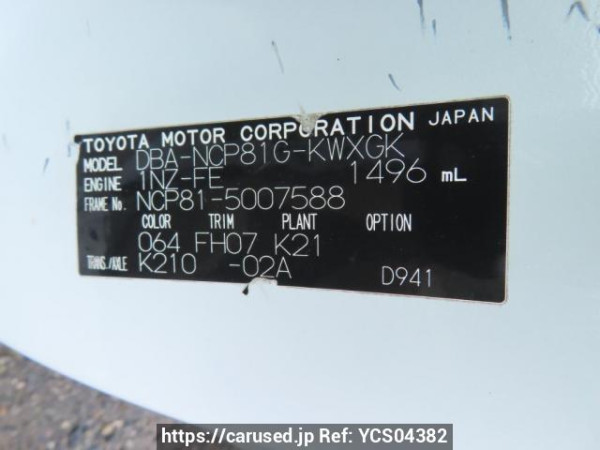 TOYOTA MOTOR CORPORATION JAPAN
MODEL DBA-NCP81G-KWXGK
ENGINE 1NZ-FE 1496 mL
FRAME No. NCP81-5007588
COLOR TRIM PLANT OPTION
064 FH07 K21
TRANS./AXLE K210 -02A D941
https://carused.jp Ref: YCS04382